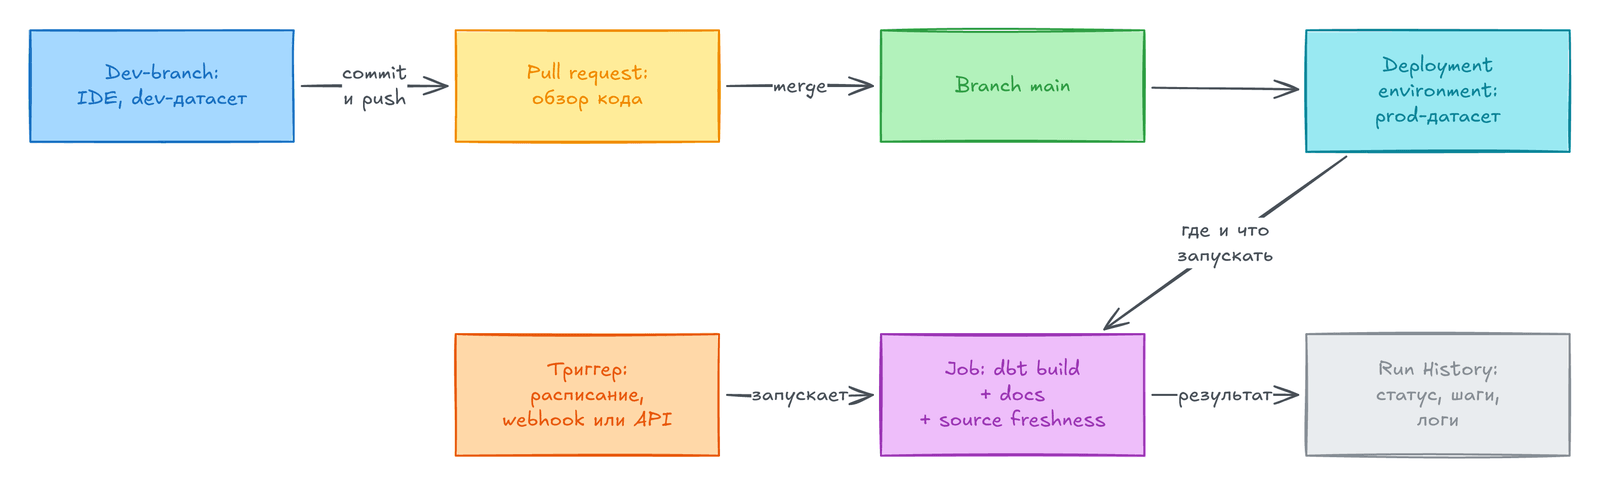 Dev-branch:
IDE, dev-датасет
commit
и push
Pull request:
обзор кода
merge
Branch main
Deployment
environment:
prod-датасет
где и что
запускать
Триггер:
расписание,
webhook или API
запускает
Job: dbt build
+ docs
+ source freshness
результат
Run History:
статус, шаги,
логи